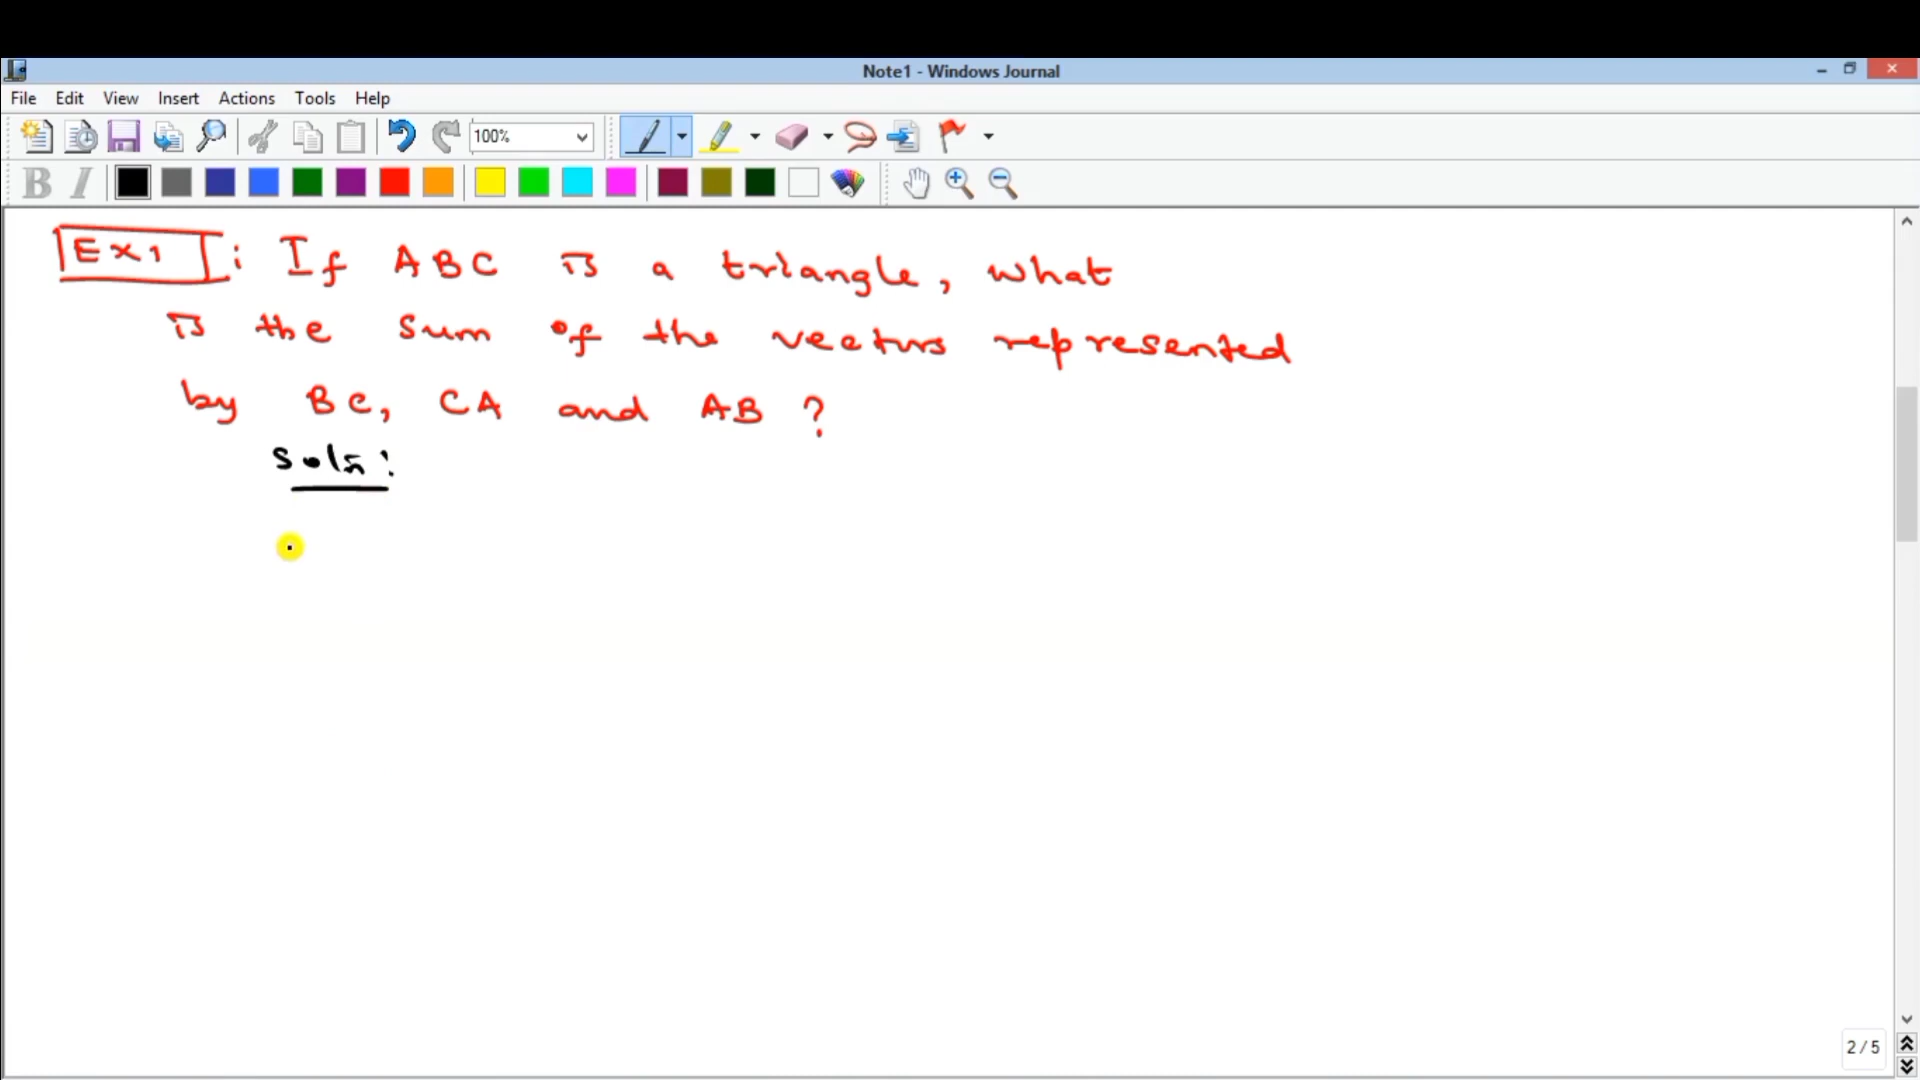 Note1 - Windows Journal
File Edit View Insert Actions Tools Help
100%
B I
Ex1 : If ABC is a triangle, what
is the sum of the vectors represented
by BC, CA and AB ?
Soln:
2 / 5